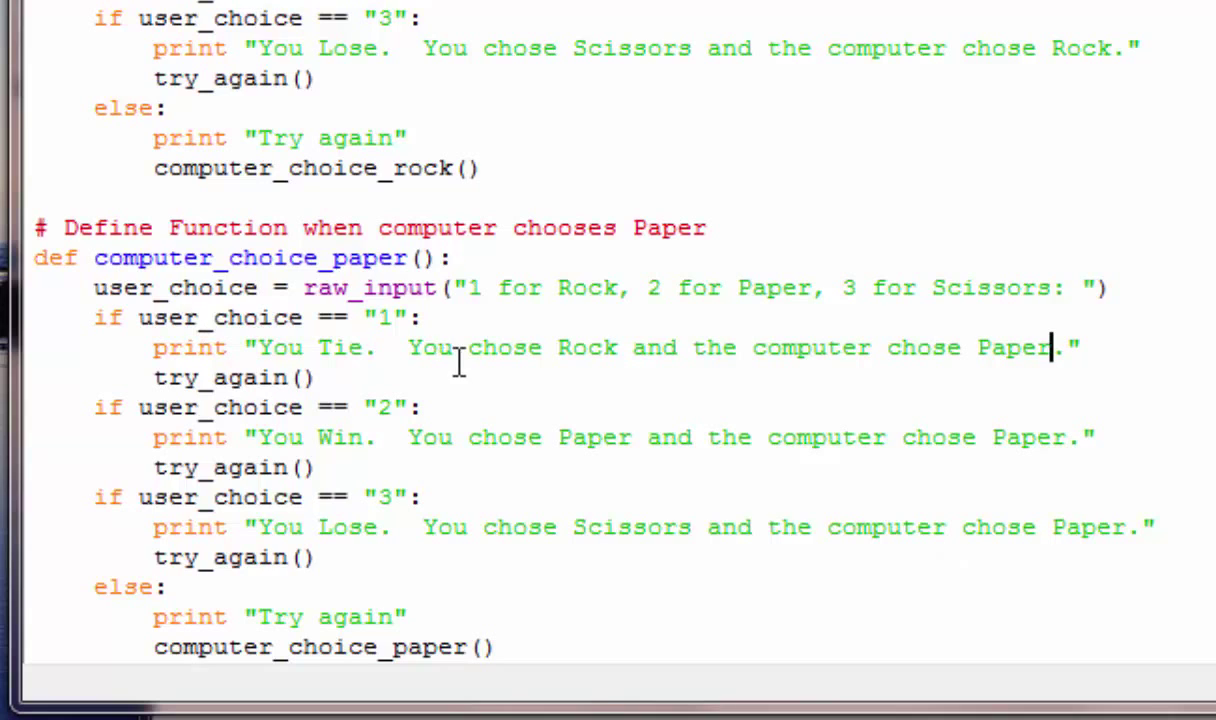 if user_choice == "3":
        print "You Lose.  You chose Scissors and the computer chose Rock."
        try_again()
    else:
        print "Try again"
        computer_choice_rock()

# Define Function when computer chooses Paper
def computer_choice_paper():
    user_choice = raw_input("1 for Rock, 2 for Paper, 3 for Scissors: ")
    if user_choice == "1":
        print "You Tie.  You chose Rock and the computer chose Paper."
        try_again()
    if user_choice == "2":
        print "You Win.  You chose Paper and the computer chose Paper."
        try_again()
    if user_choice == "3":
        print "You Lose.  You chose Scissors and the computer chose Paper."
        try_again()
    else:
        print "Try again"
        computer_choice_paper()